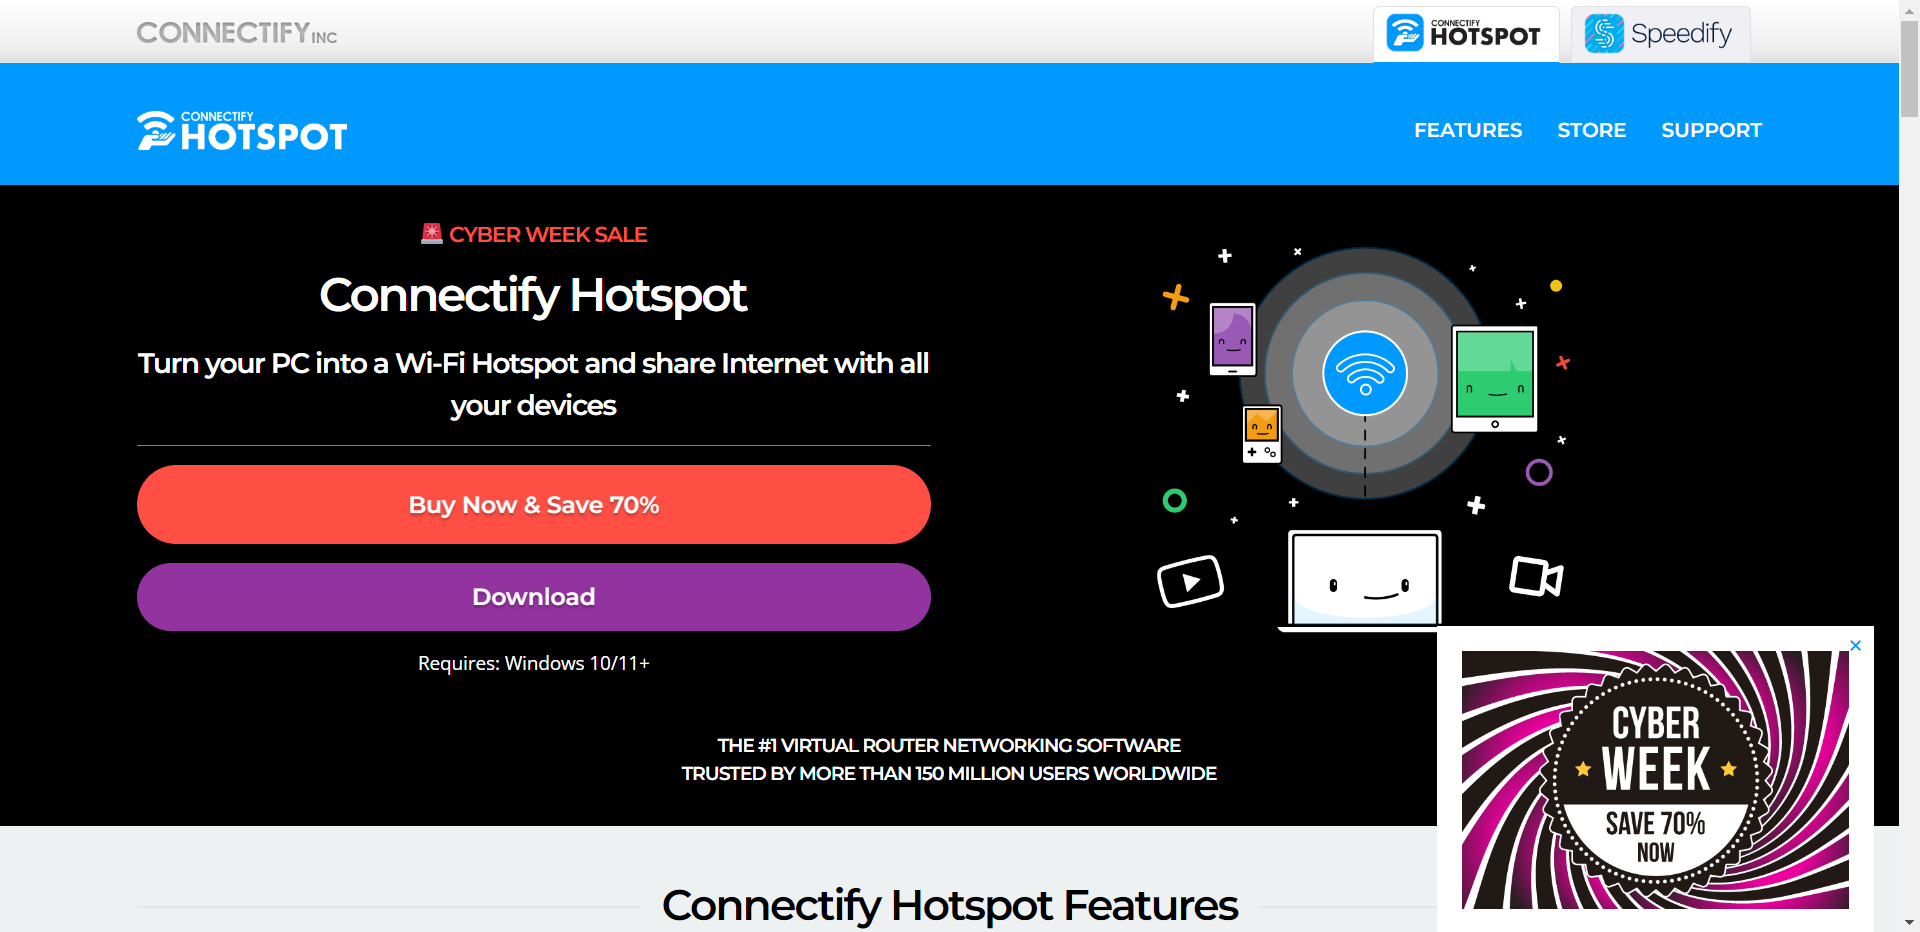 CONNECTIFY INC
CONNECTIFY
HOTSPOT
Speedify
CONNECTIFY
HOTSPOT
FEATURES
STORE
SUPPORT
CYBER WEEK SALE
Connectify Hotspot
Turn your PC into a Wi-Fi Hotspot and share Internet with all
your devices
Buy Now & Save 70%
Download
Requires: Windows 10/11+
THE #1 VIRTUAL ROUTER NETWORKING SOFTWARE
TRUSTED BY MORE THAN 150 MILLION USERS WORLDWIDE
CYBER
WEEK
SAVE 70%
NOW
Connectify Hotspot Features